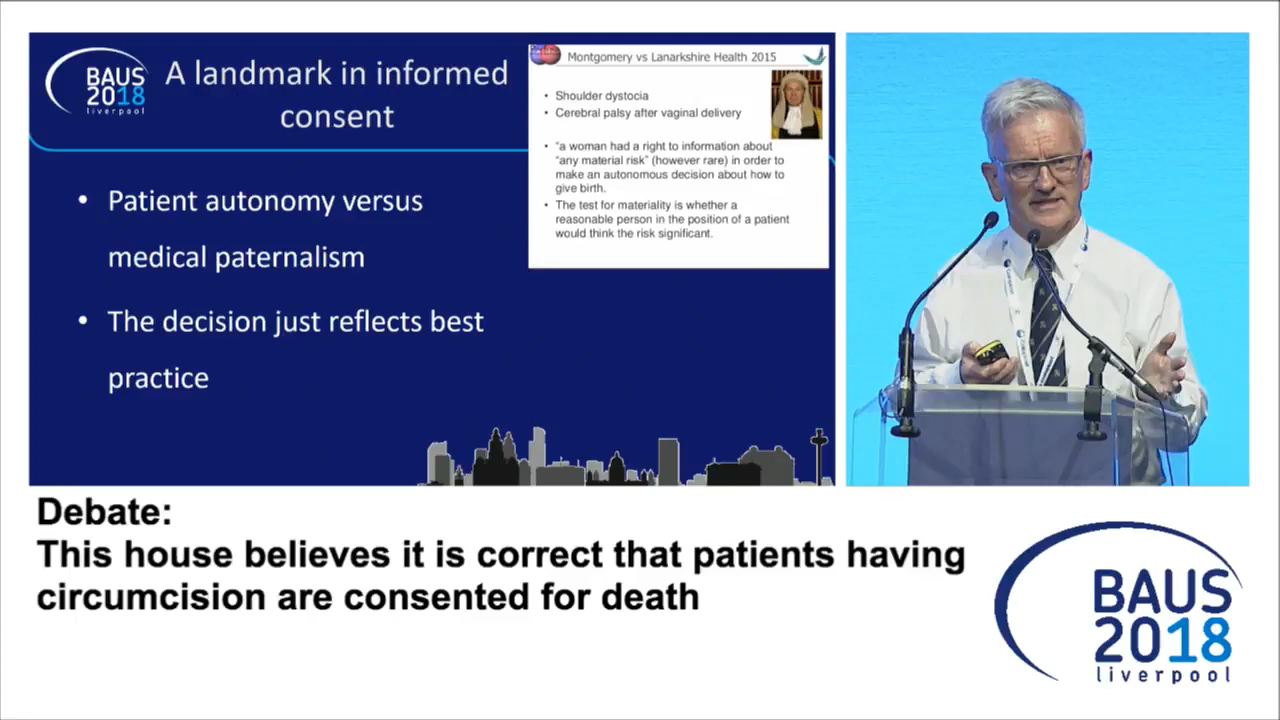 BAUS
2018
liverpool
A landmark in informed
consent
• Patient autonomy versus
medical paternalism
• The decision just reflects best
practice
Montgomery vs Lanarkshire Health 2015
• Shoulder dystocia
• Cerebral palsy after vaginal delivery
• "a woman had a right to information about
"any material risk" (however rare) in order to
make an autonomous decision about how to
give birth.
• The test for materiality is whether a
reasonable person in the position of a patient
would think the risk significant.
Debate:
This house believes it is correct that patients having
circumcision are consented for death
BAUS
2018
liverpool